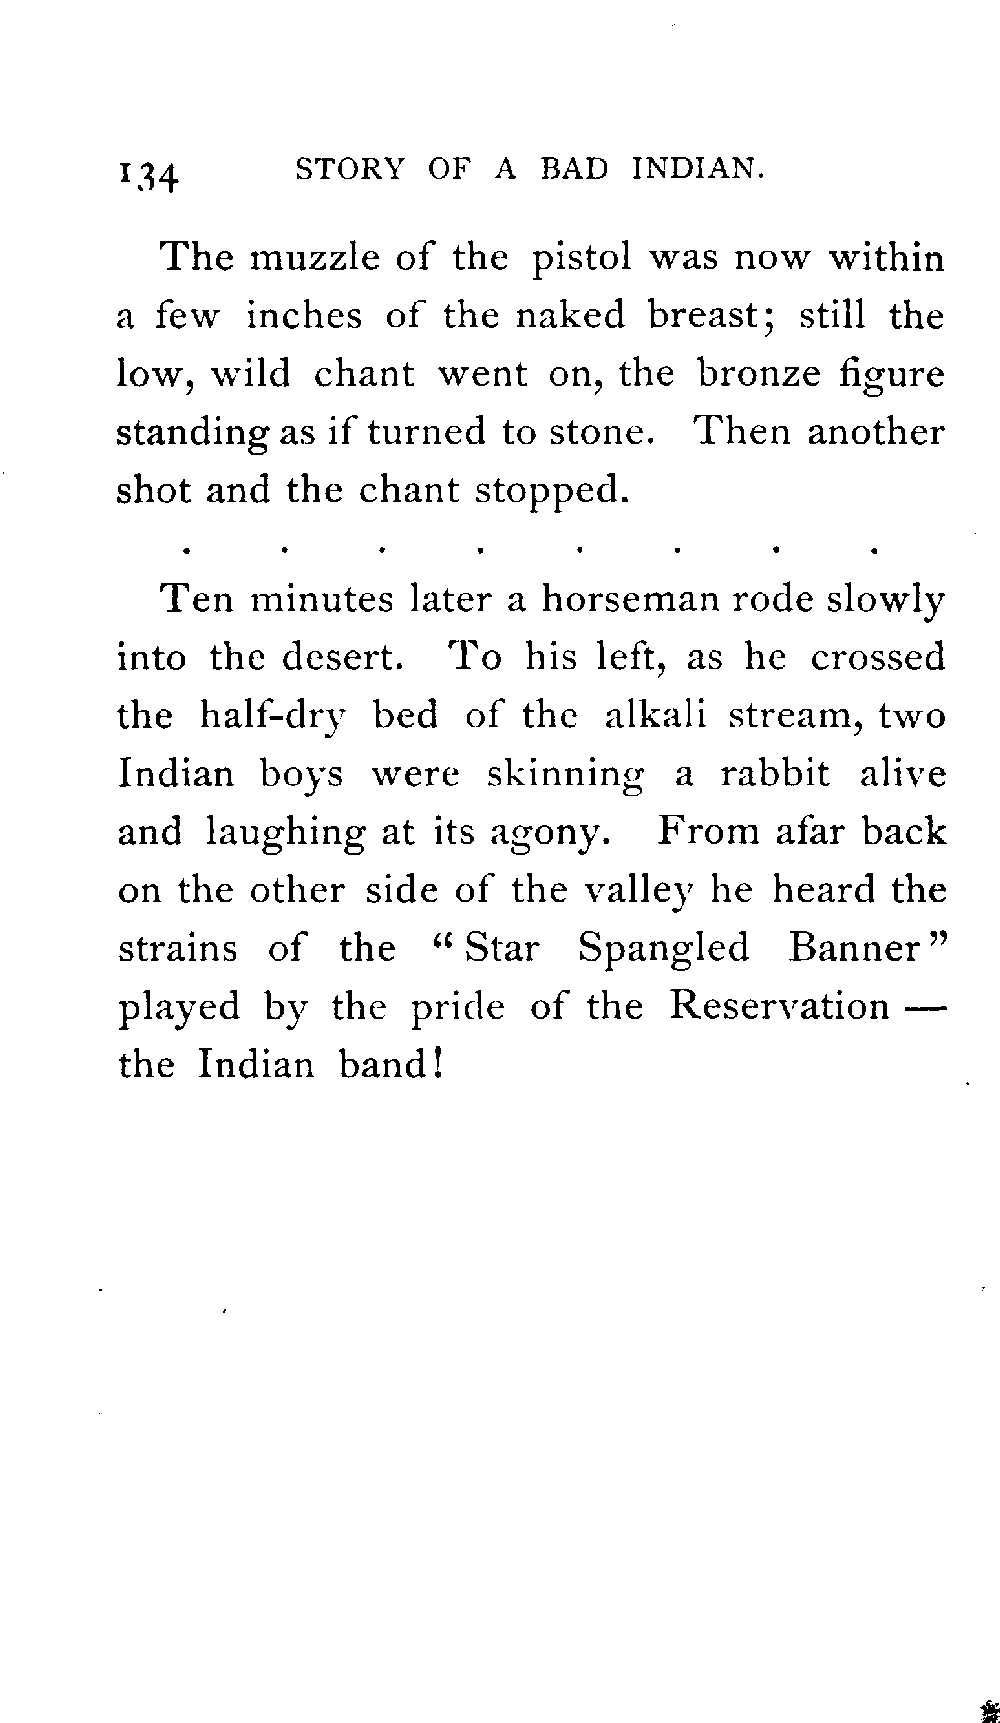 134 STORY OF A BAD INDIAN.
The muzzle of the pistol was now within
a few inches of the naked breast; still the
low, wild chant went on, the bronze figure
standing as if turned to stone. Then another
shot and the chant stopped.
. . . . . . . .
Ten minutes later a horseman rode slowly
into the desert. To his left, as he crossed
the half-dry bed of the alkali stream, two
Indian boys were skinning a rabbit alive
and laughing at its agony. From afar back
on the other side of the valley he heard the
strains of the “Star Spangled Banner”
played by the pride of the Reservation —
the Indian band!